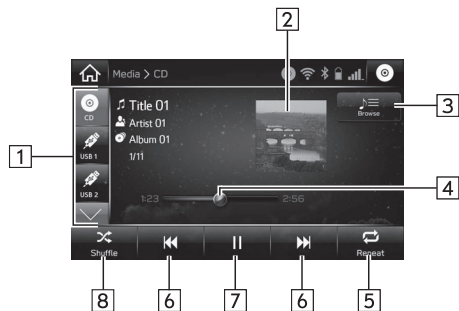 2
Media > CD
Title 01
Artist 01
Album 01
1/11
Browse
3
CD
1
USB 1
USB 2
4
1:23
2:56
Shuffle
Repeat
8
6
7
6
5